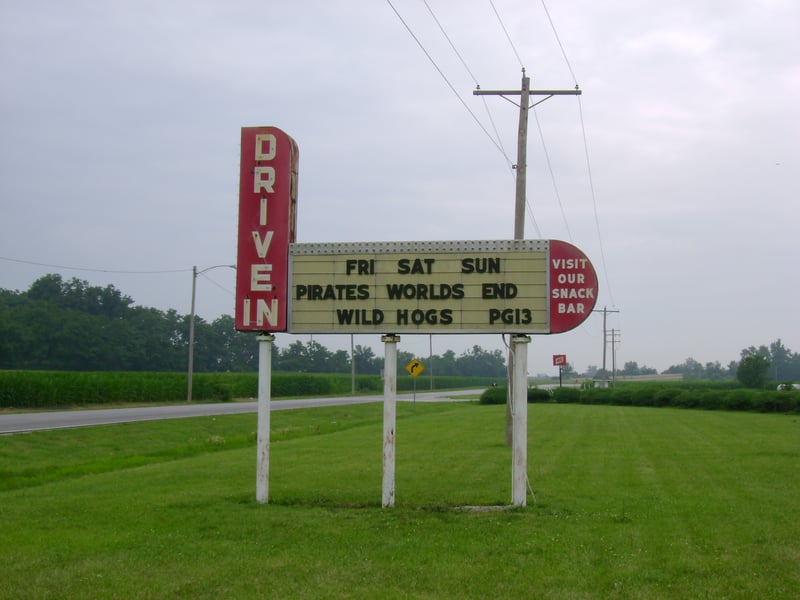 DRIVE
IN
FRI SAT SUN
PIRATES WORLDS END
WILD HOGS PG13
VISIT
OUR
SNACK
BAR